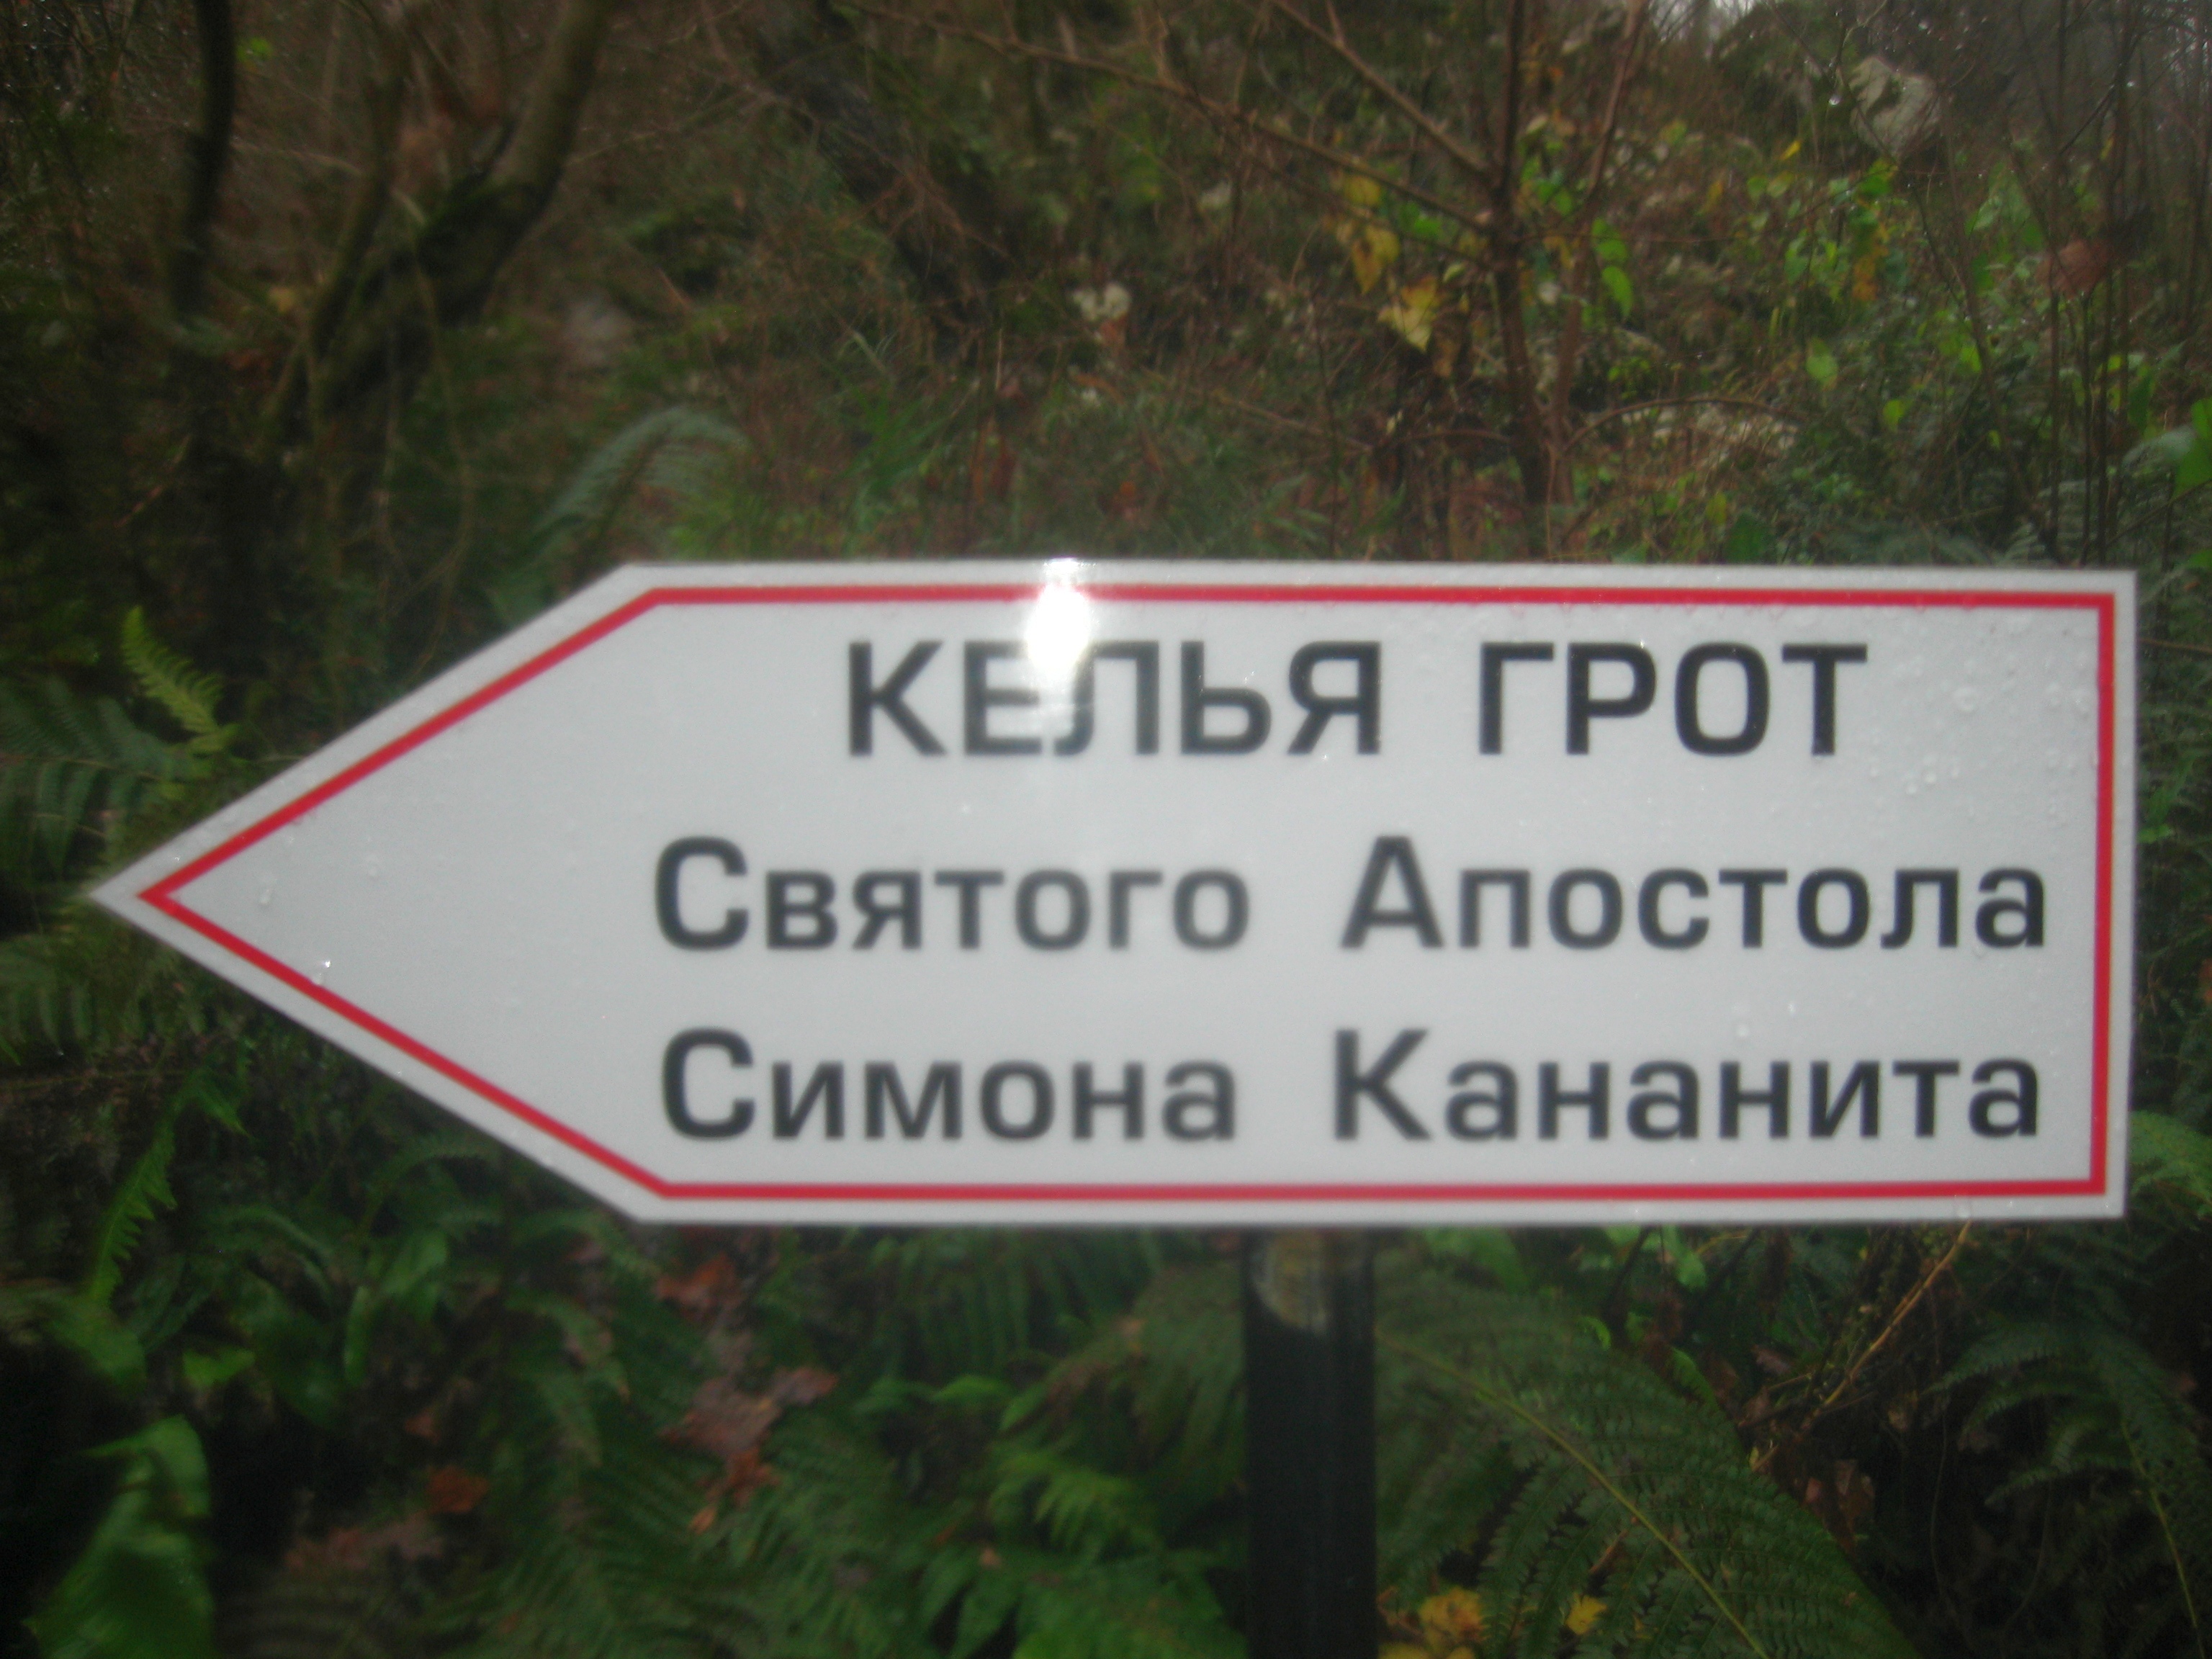 КЕЛЬЯ ГРОТ
Святого Апостола
Симона Кананита